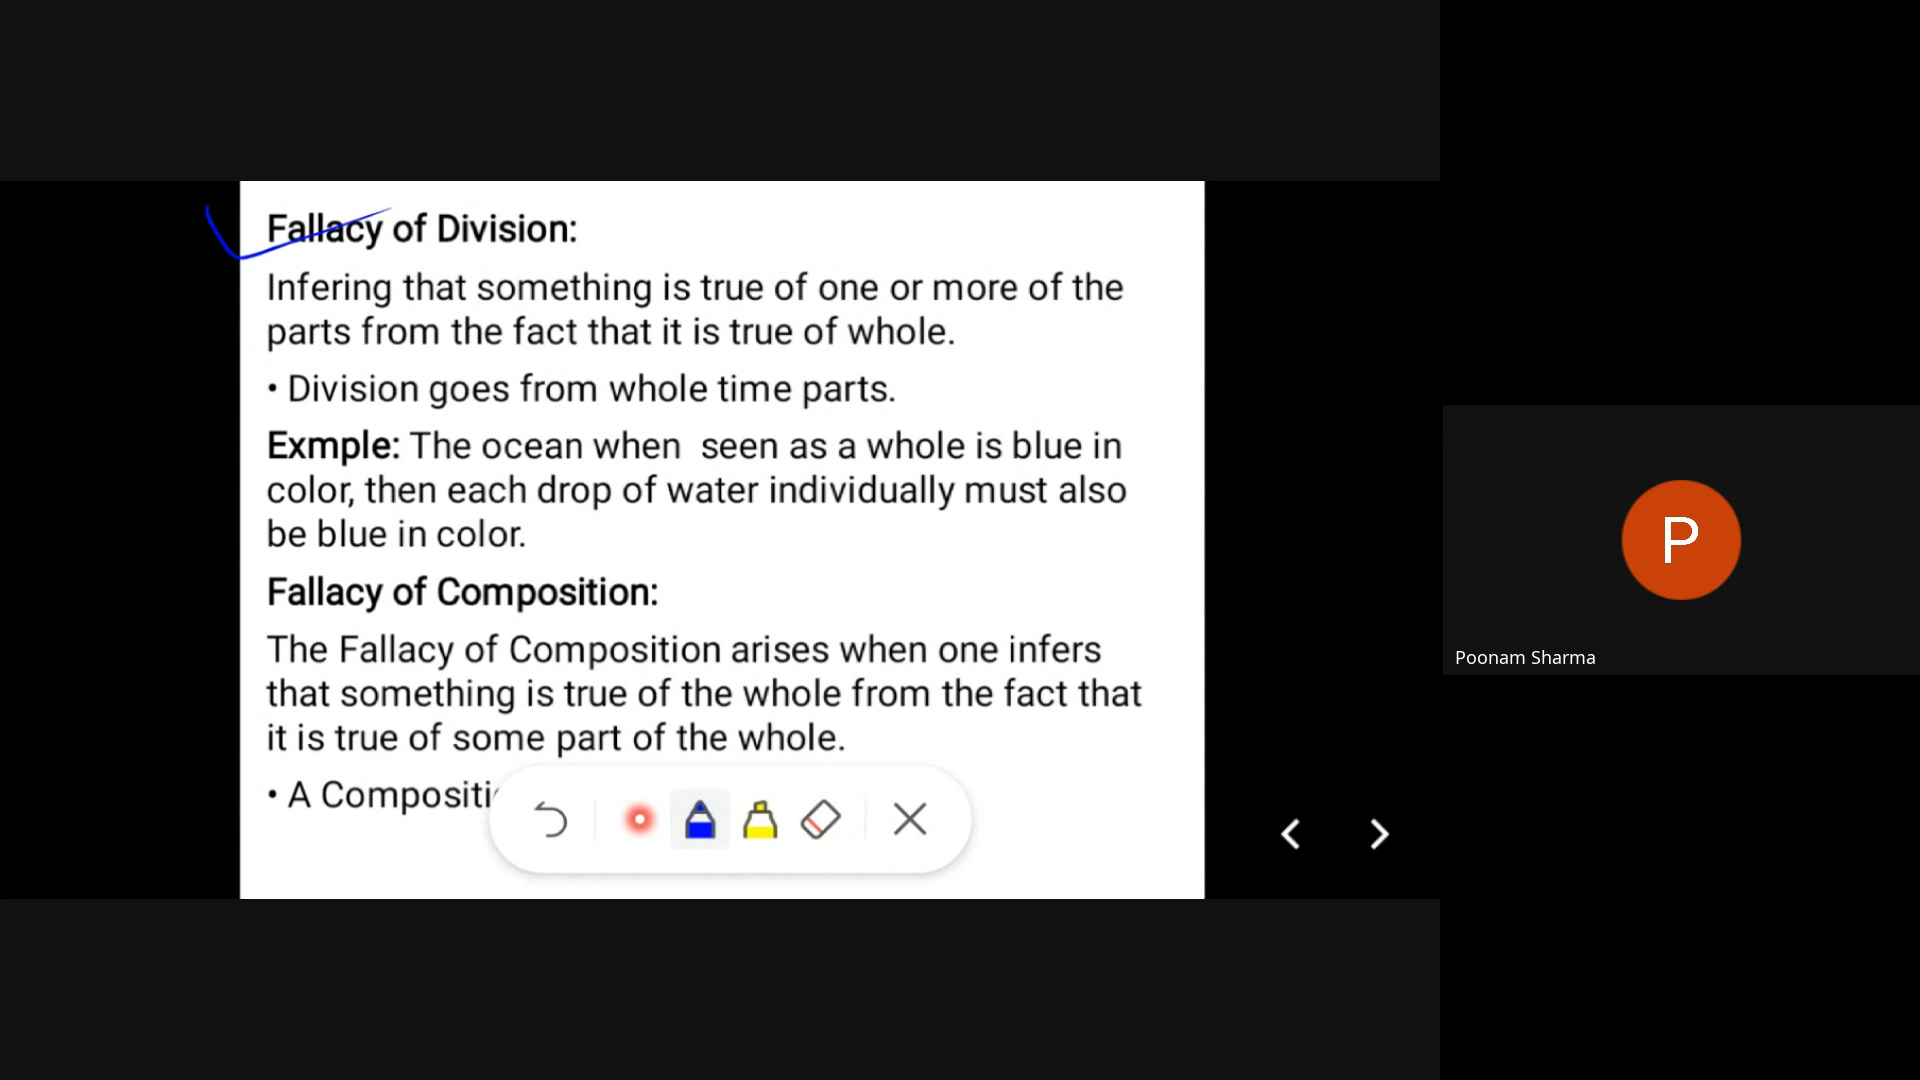 Fallacy of Division:
Infering that something is true of one or more of the
parts from the fact that it is true of whole.
• Division goes from whole time parts.
Exmple: The ocean when  seen as a whole is blue in
color, then each drop of water individually must also
be blue in color.
Fallacy of Composition:
The Fallacy of Composition arises when one infers
that something is true of the whole from the fact that
it is true of some part of the whole.
• A
P
Poonam Sharma